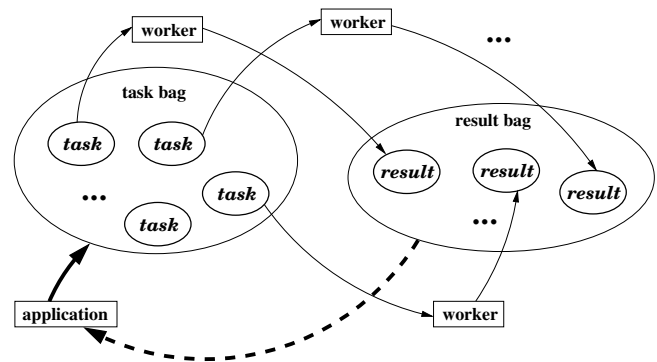 worker
worker
...
task bag
result bag
task
task
result
result
result
task
...
task
...
application
worker